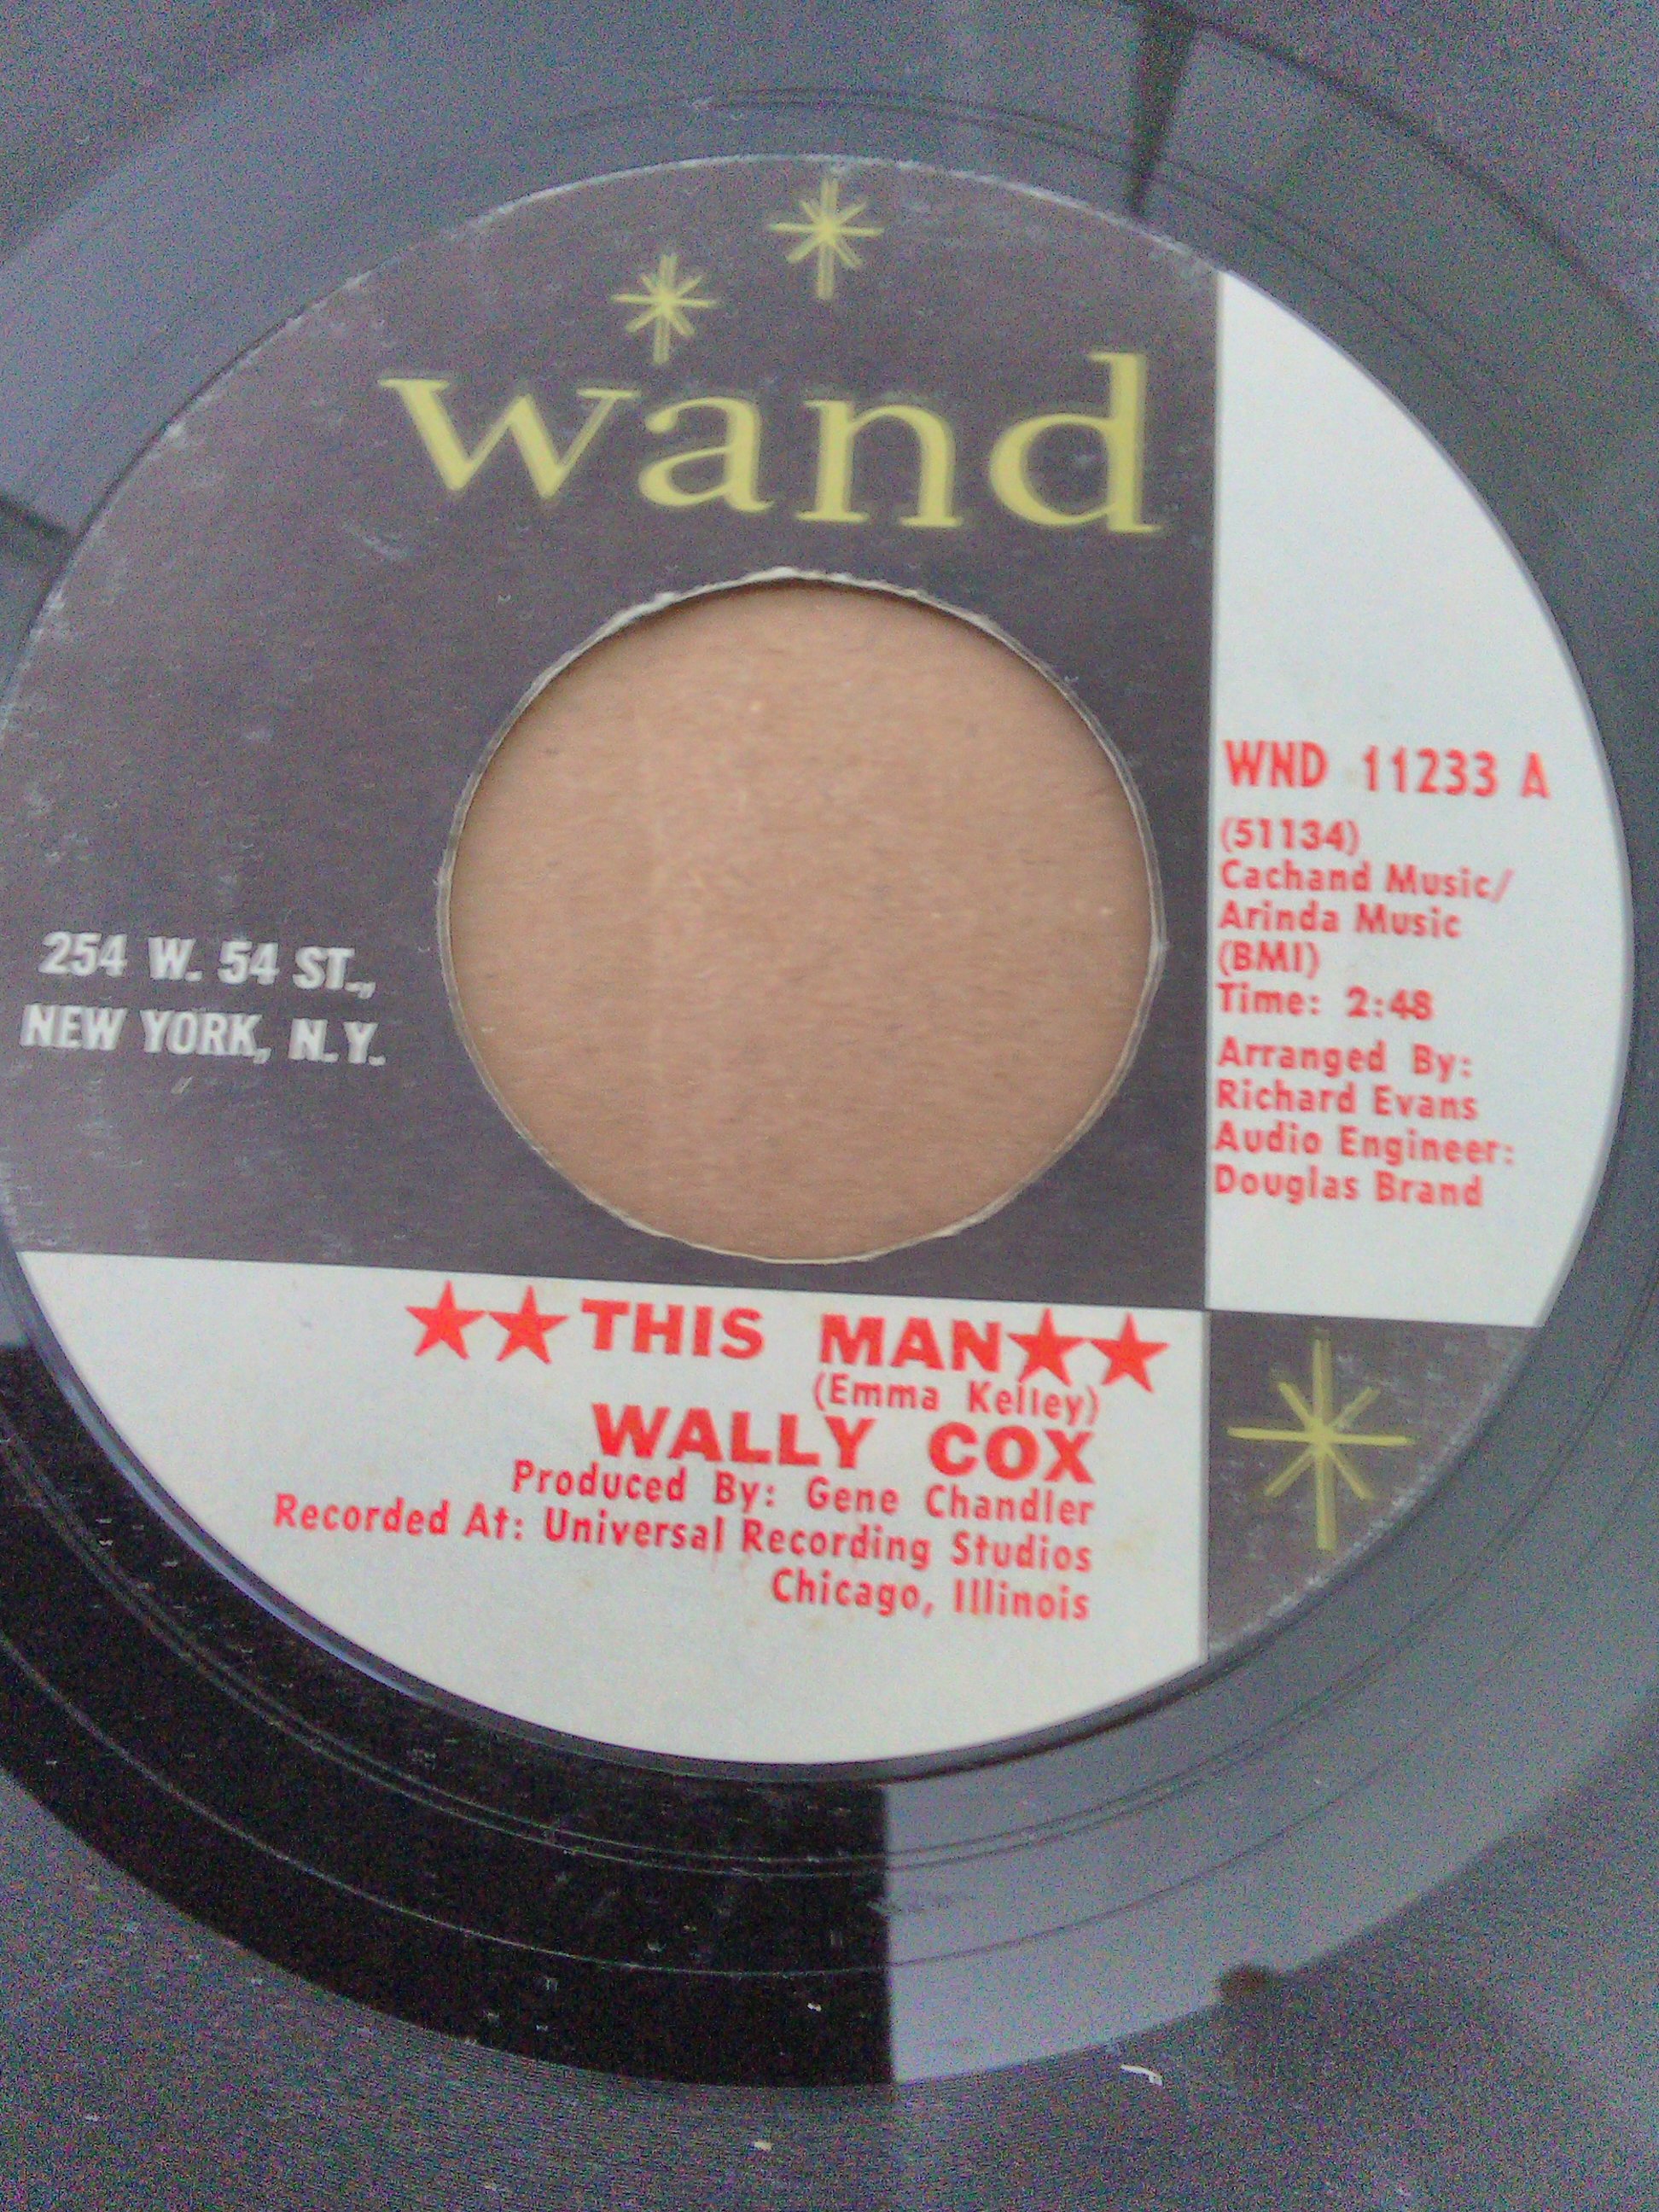 wand
254 W. 54 ST.,
NEW YORK, N.Y.
WND 11233 A
(51134)
Cachand Music/
Arinda Music
(BMI)
Time: 2:48
Arranged By:
Richard Evans
Audio Engineer:
Douglas Brand
★★THIS MAN★★
(Emma Kelley)
WALLY COX
Produced By: Gene Chandler
Recorded At: Universal Recording Studios
Chicago, Illinois